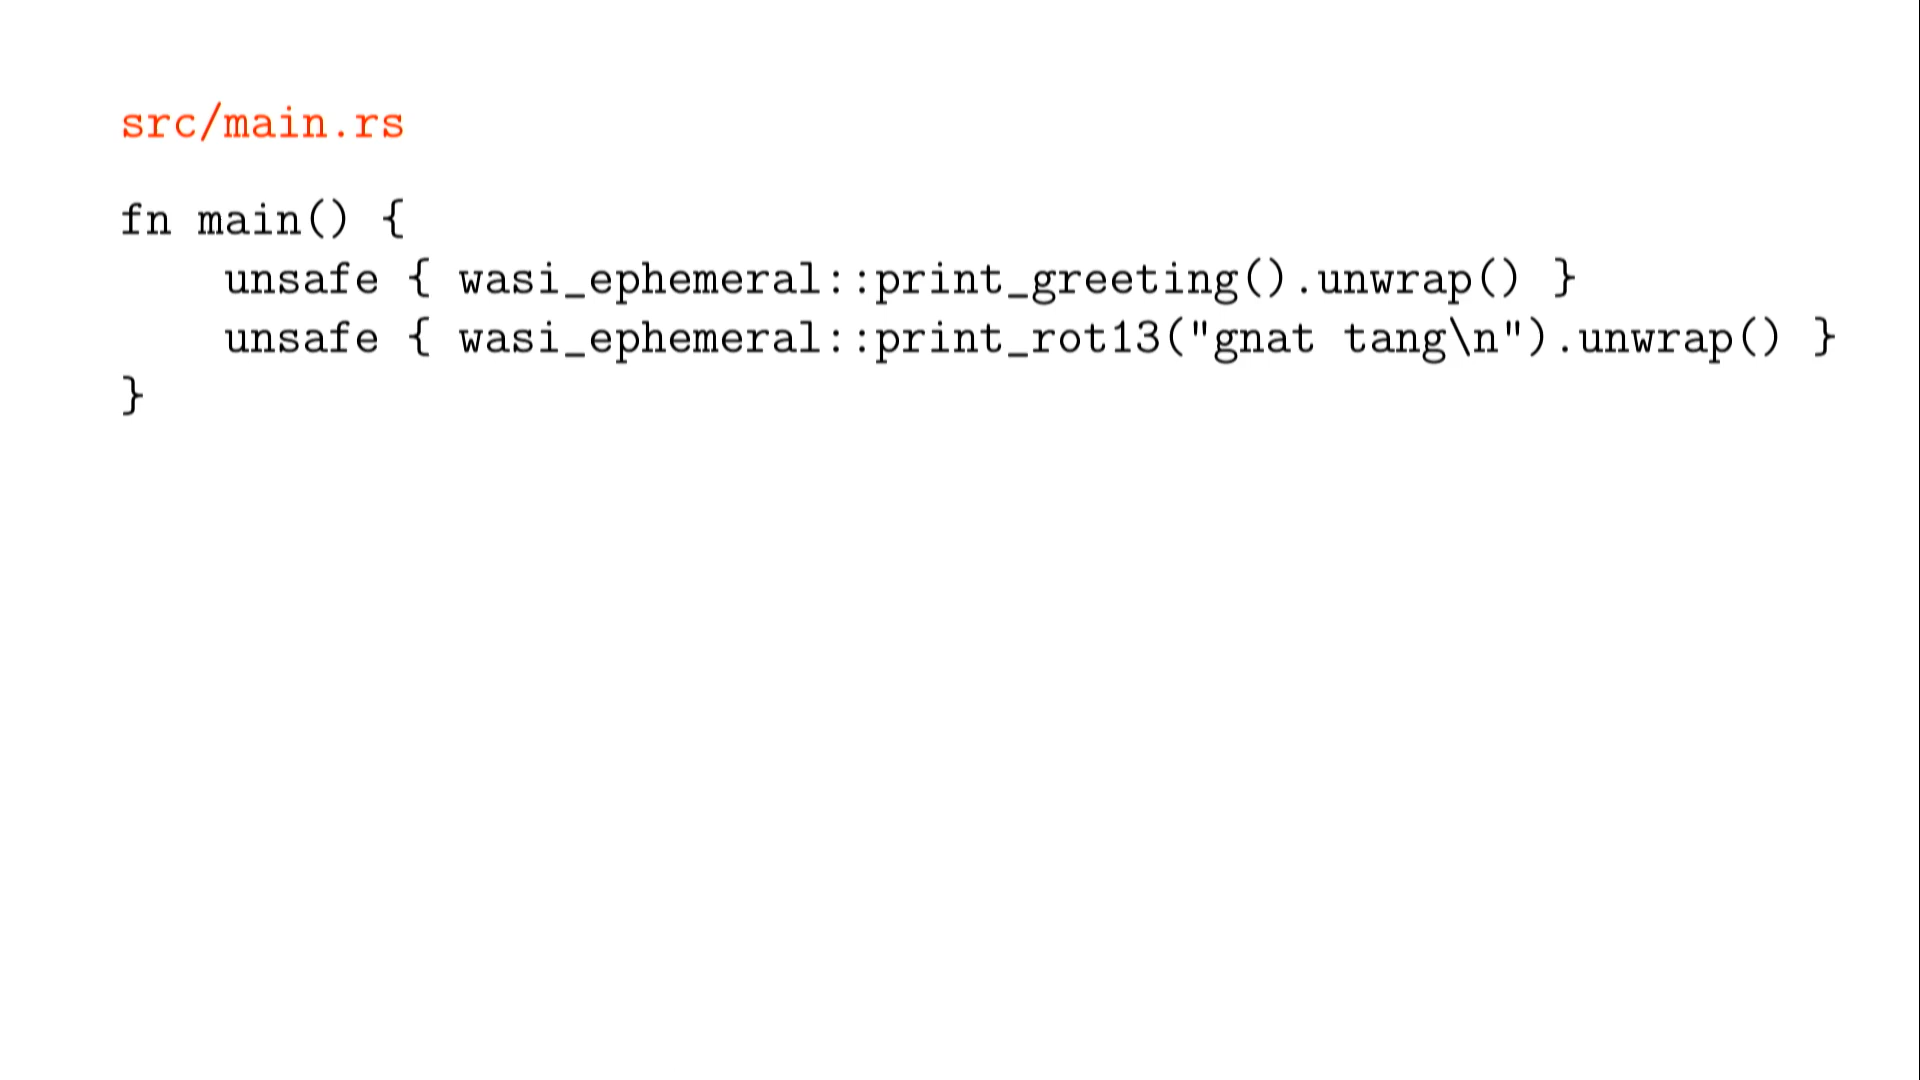 src/main.rs
fn main() {
    unsafe { wasi_ephemeral::print_greeting().unwrap() }
    unsafe { wasi_ephemeral::print_rot13("gnat tang\n").unwrap() }
}